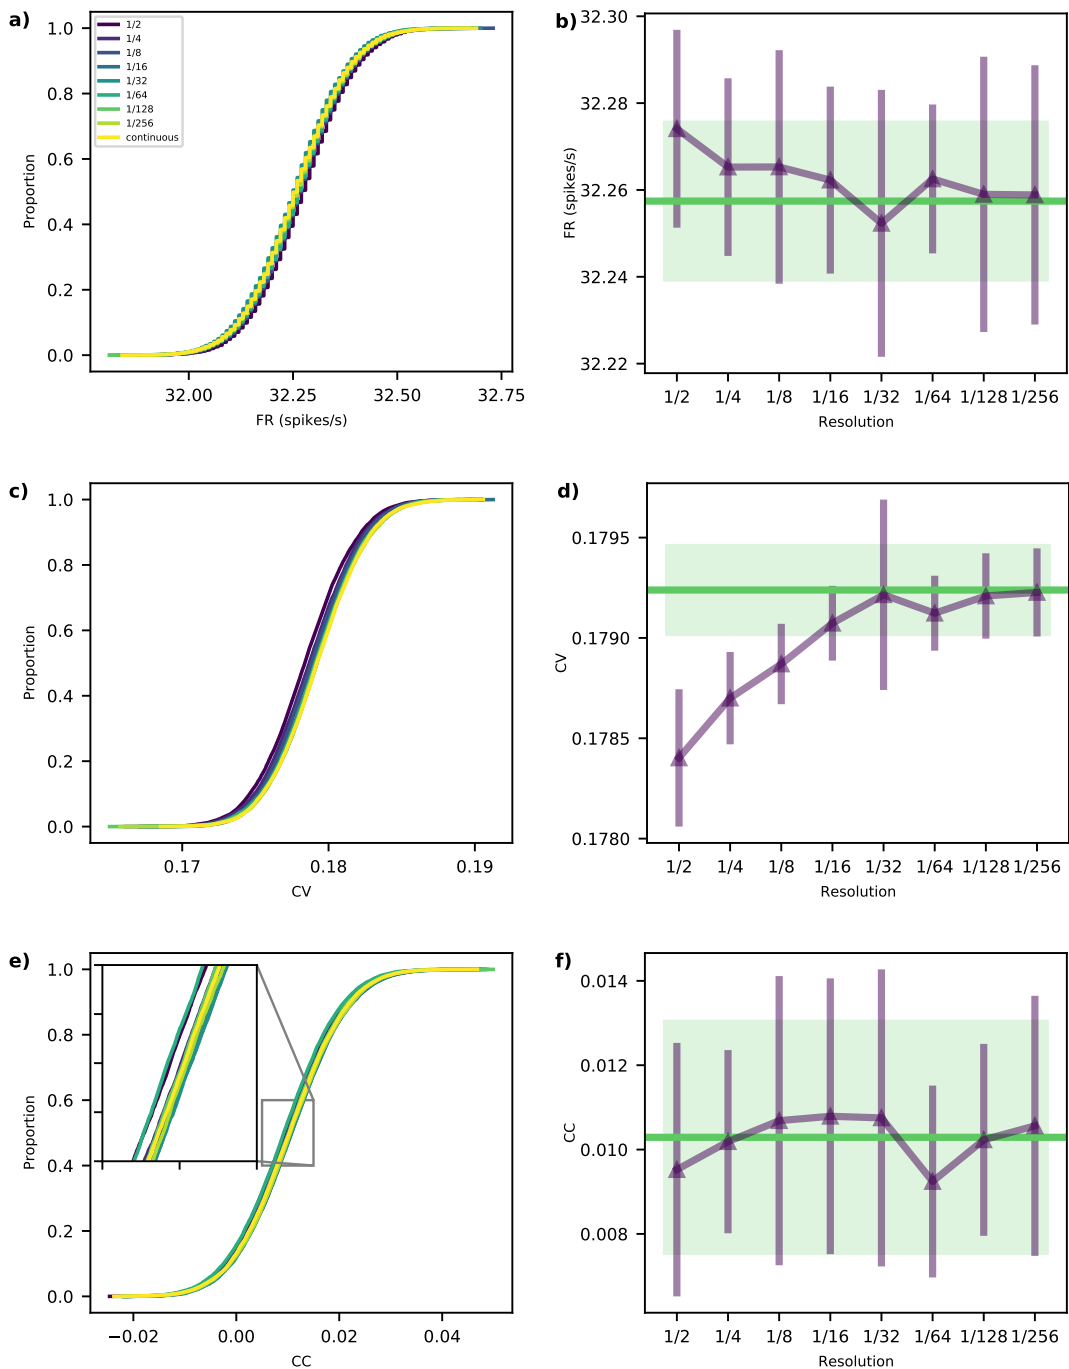 a)
1.0
0.8
0.6
0.4
0.2
0.0
Proportion
1/2
1/4
1/8
1/16
1/32
1/64
1/128
1/256
continuous
32.00 32.25 32.50 32.75
FR (spikes/s)
b)
32.30
32.28
32.26
32.24
32.22
FR (spikes/s)
1/2 1/4 1/8 1/16 1/32 1/64 1/128 1/256
Resolution
c)
1.0
0.8
0.6
0.4
0.2
0.0
Proportion
0.17 0.18 0.19
CV
d)
0.1795
0.1790
0.1785
0.1780
CV
1/2 1/4 1/8 1/16 1/32 1/64 1/128 1/256
Resolution
e)
1.0
0.8
0.6
0.4
0.2
0.0
Proportion
−0.02 0.00 0.02 0.04
CC
f)
0.014
0.012
0.010
0.008
CC
1/2 1/4 1/8 1/16 1/32 1/64 1/128 1/256
Resolution